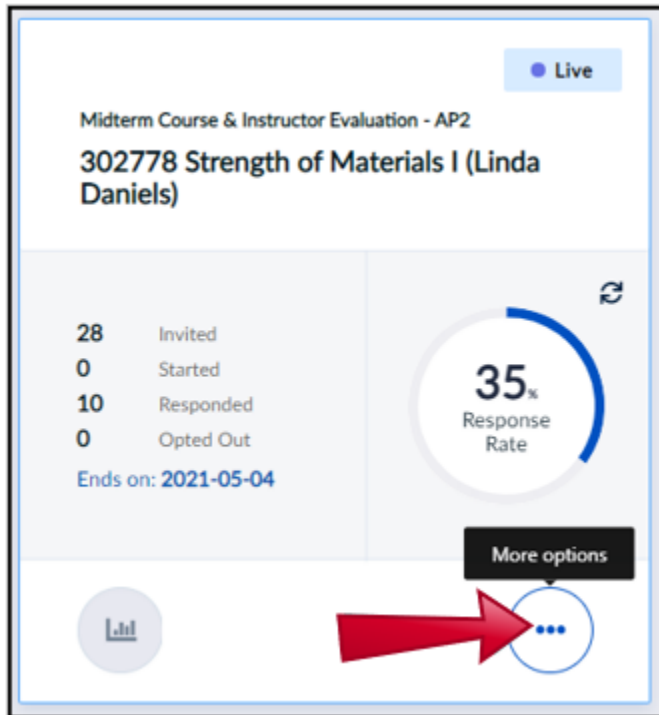 Live
Midterm Course & Instructor Evaluation - AP2
302778 Strength of Materials I (Linda
Daniels)
28 Invited
0 Started
10 Responded
0 Opted Out
Ends on: 2021-05-04
35%
Response
Rate
More options